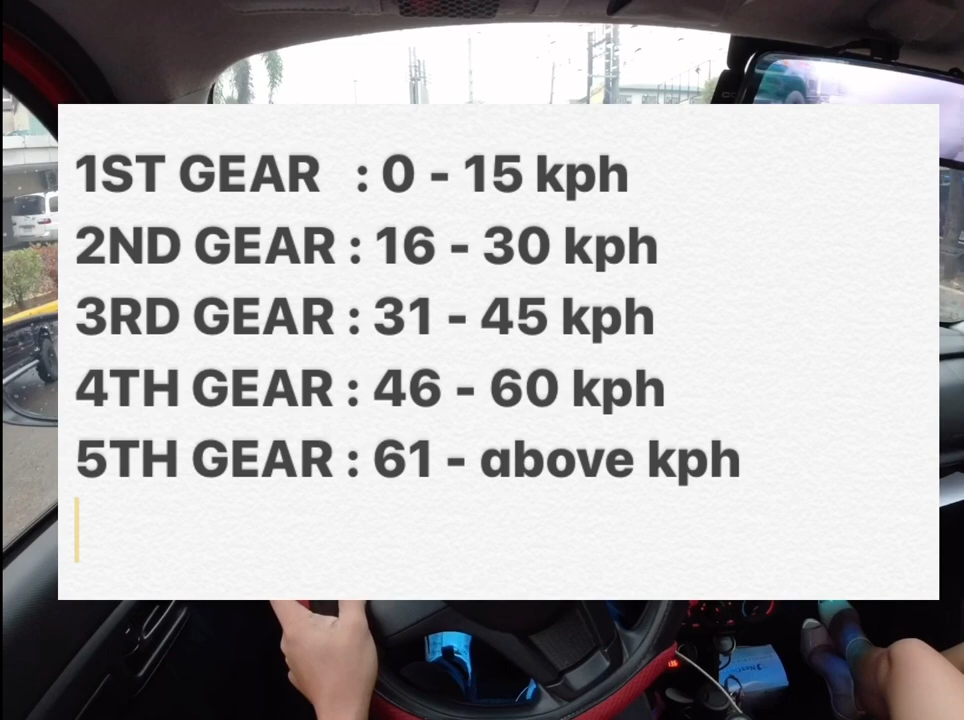 1ST GEAR : 0 - 15 kph
2ND GEAR : 16 - 30 kph
3RD GEAR : 31 - 45 kph
4TH GEAR : 46 - 60 kph
5TH GEAR : 61 - above kph